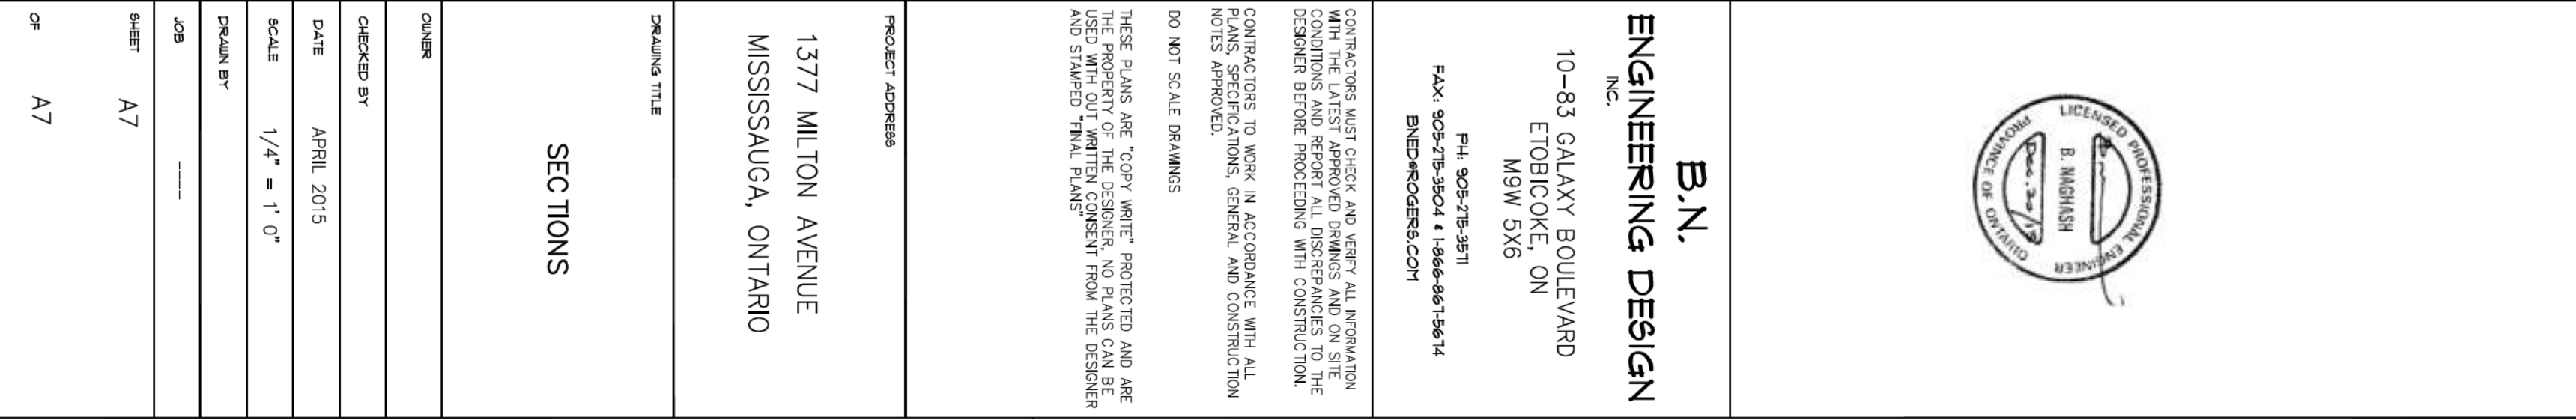 LICENSED PROFESSIONAL ENGINEER
B. NAGHASH
PROVINCE OF ONTARIO
B.N.
ENGINEERING DESIGN
INC.
10-83 GALAXY BOULEVARD
ETOBICOKE, ON
M9W 5X6
PH: 905-275-3571
FAX: 905-275-3504 & 1-866-867-5674
BNED@ROGERS.COM
CONTRACTORS MUST CHECK AND VERIFY ALL INFORMATION
WITH THE LATEST APPROVED DRWINGS AND ON SITE
CONDITIONS AND REPORT ALL DISCREPANCIES TO THE
DESIGNER BEFORE PROCEEDING WITH CONSTRUCTION.
CONTRACTORS TO WORK IN ACCORDANCE WITH ALL
PLANS, SPECIFICATIONS, GENERAL AND CONSTRUCTION
NOTES APPROVED.
DO NOT SCALE DRAWINGS
THESE PLANS ARE "COPY WRITE" PROTECTED AND ARE
THE PROPERTY OF THE DESIGNER, NO PLANS CAN BE
USED WITH OUT WRITTEN CONSENT FROM THE DESIGNER
AND STAMPED "FINAL PLANS"
PROJECT ADDRESS
1377 MILTON AVENUE
MISSISSAUGA, ONTARIO
DRAWING TITLE
SECTIONS
OWNER
CHECKED BY
DATE APRIL 2015
SCALE 1/4" = 1' 0"
DRAWN BY
JOB ----
SHEET A7
OF A7